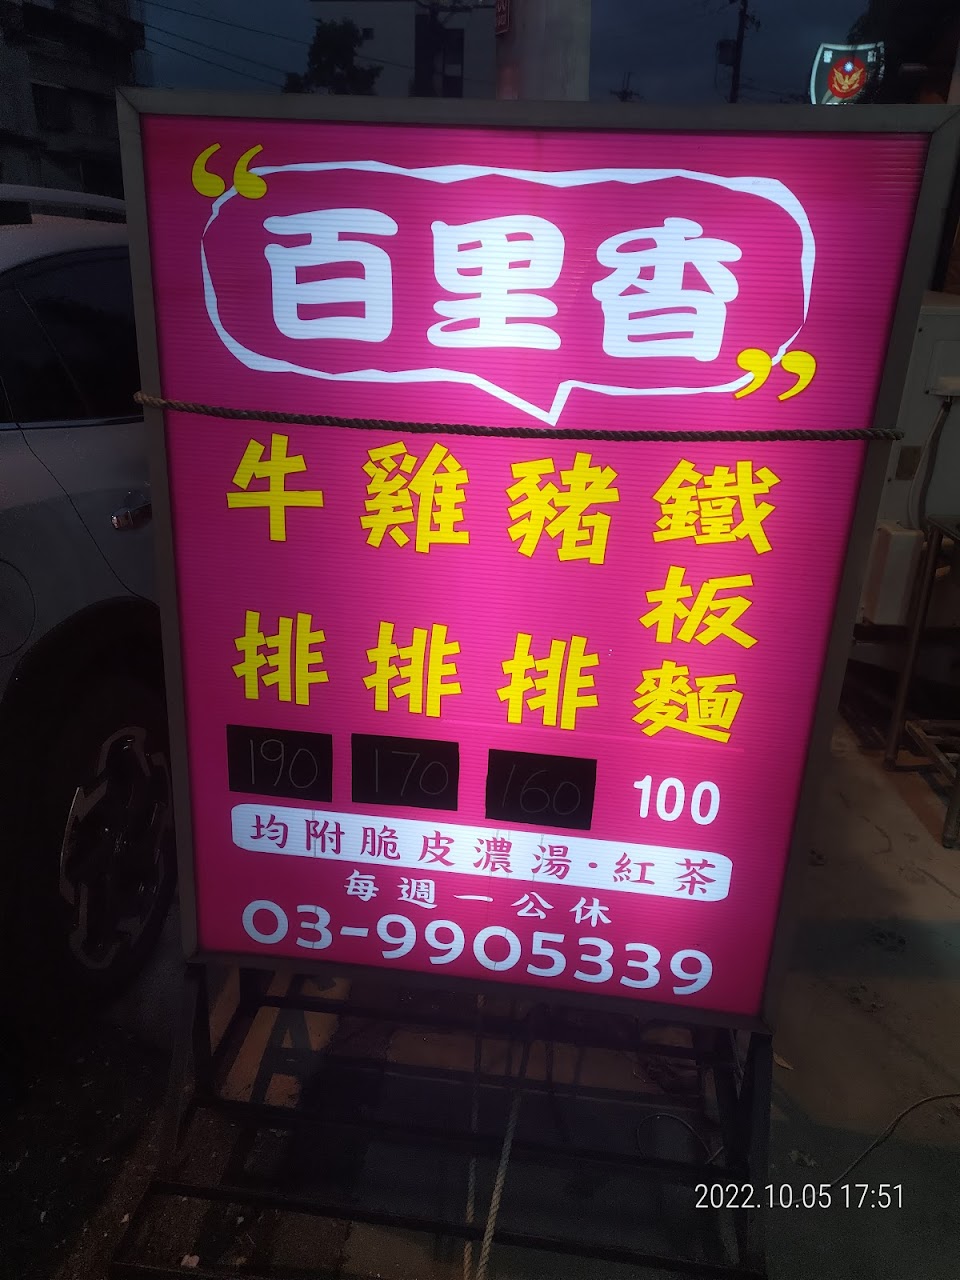 “百里香”
鐵板麵
100
豬排
160
雞排
170
牛排
190
均附脆皮濃湯·紅茶
每週一公休
03-9905339
2022.10.05 17:51